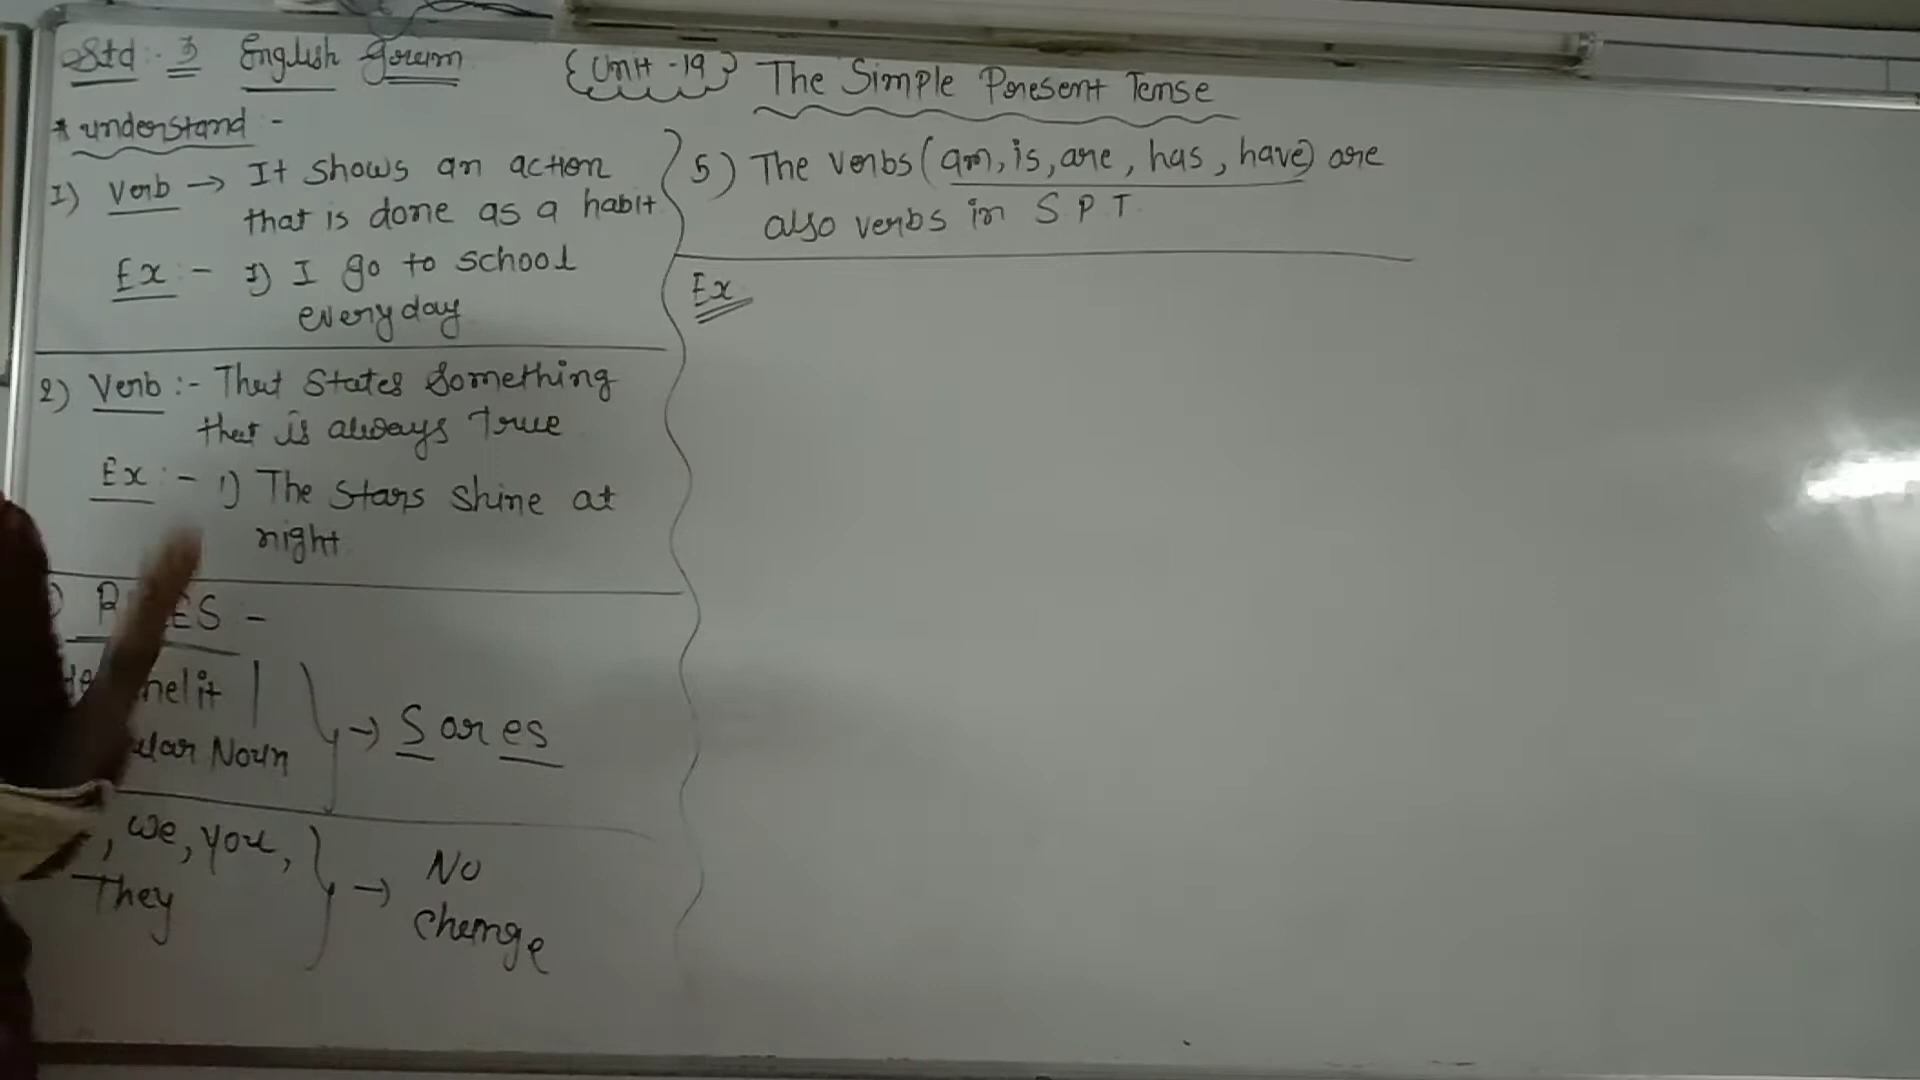 Std :- 3 English Gram
{Unit - 19} The Simple Present Tense
* understand -
1) Verb → It shows an action
that is done as a habit
Ex :- 1) I go to school
everyday
2) Verb :- That States Something
that is always True
Ex :- 1) The stars shine at
night
it
Noun
→ S or es
, we, you,
They
→ No
change
5) The verbs (am, is, are, has, have) are
also verbs in S P T.
Ex